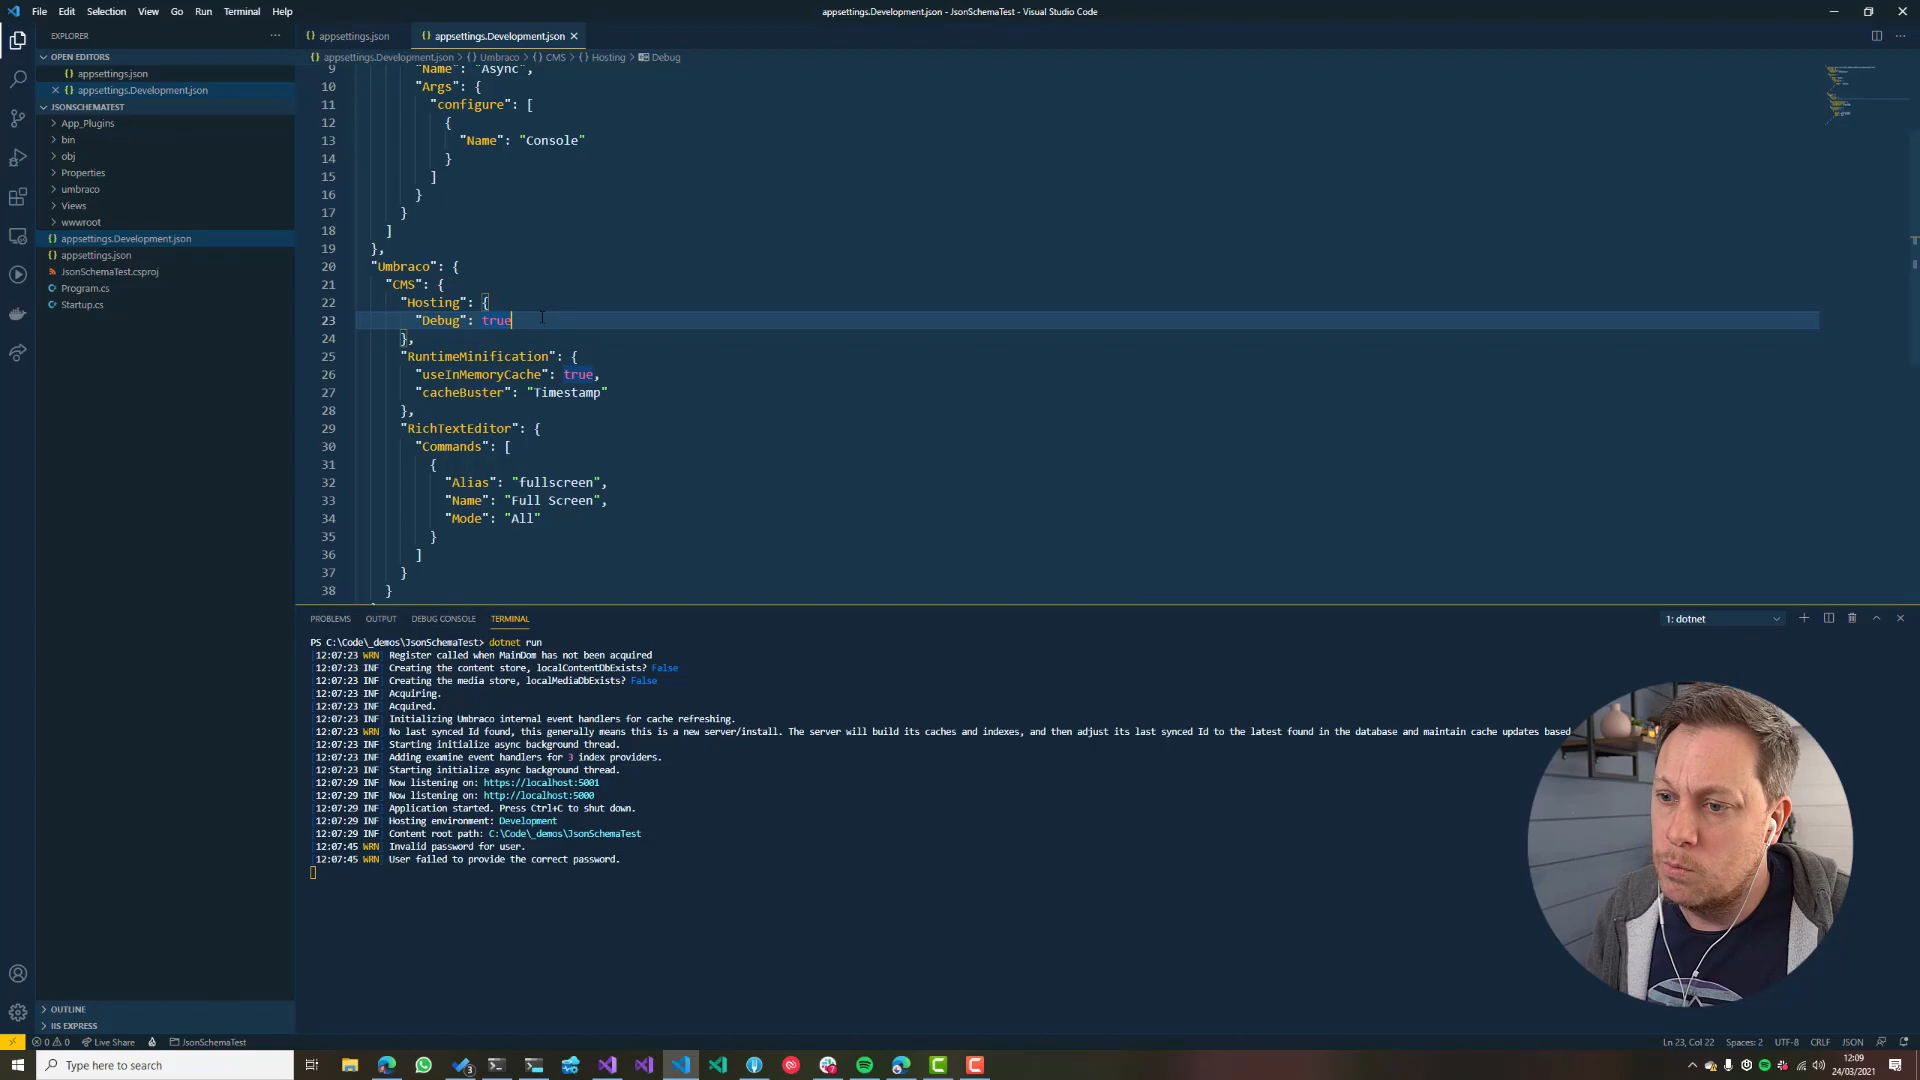 File Edit Selection View Go Run Terminal Help
appsettings.Development.json - JsonSchemaTest - Visual Studio Code
EXPLORER
OPEN EDITORS
appsettings.json
appsettings.Development.json
JSONSCHEMATEST
App_Plugins
bin
obj
Properties
umbraco
Views
wwwroot
appsettings.Development.json
appsettings.json
JsonSchemaTest.csproj
Program.cs
Startup.cs
OUTLINE
IIS EXPRESS
appsettings.json
appsettings.Development.json
appsettings.Development.json > {} Umbraco > {} CMS > {} Hosting > Debug
9 "Name": "Async",
10 "Args": {
11 "configure": [
12 {
13 "Name": "Console"
14 }
15 ]
16 }
17 }
18 ]
19 },
20 "Umbraco": {
21 "CMS": {
22 "Hosting": {
23 "Debug": true
24 },
25 "RuntimeMinification": {
26 "useInMemoryCache": true,
27 "cacheBuster": "Timestamp"
28 },
29 "RichTextEditor": {
30 "Commands": [
31 {
32 "Alias": "fullscreen",
33 "Name": "Full Screen",
34 "Mode": "All"
35 }
36 ]
37 }
38 }
PROBLEMS OUTPUT DEBUG CONSOLE TERMINAL
1: dotnet
PS C:\Code\_demos\JsonSchemaTest> dotnet run
[12:07:23 WRN] Register called when MainDom has not been acquired
[12:07:23 INF] Creating the content store, localContentDbExists? False
[12:07:23 INF] Creating the media store, localMediaDbExists? False
[12:07:23 INF] Acquiring.
[12:07:23 INF] Acquired.
[12:07:23 INF] Initializing Umbraco internal event handlers for cache refreshing.
[12:07:23 WRN] No last synced Id found, this generally means this is a new server/install. The server will build its caches and indexes, and then adjust its last synced Id to the latest found in the database and maintain cache updates based
[12:07:23 INF] Starting initialize async background thread.
[12:07:23 INF] Adding examine event handlers for 3 index providers.
[12:07:23 INF] Starting initialize async background thread.
[12:07:29 INF] Now listening on: https://localhost:5001
[12:07:29 INF] Now listening on: http://localhost:5000
[12:07:29 INF] Application started. Press Ctrl+C to shut down.
[12:07:29 INF] Hosting environment: Development
[12:07:29 INF] Content root path: C:\Code\_demos\JsonSchemaTest
[12:07:45 WRN] Invalid password for user.
[12:07:45 WRN] User failed to provide the correct password.
0 0 Live Share JsonSchemaTest
Ln 23, Col 22 Spaces: 2 UTF-8 CRLF JSON
Type here to search
12:09
24/03/2021